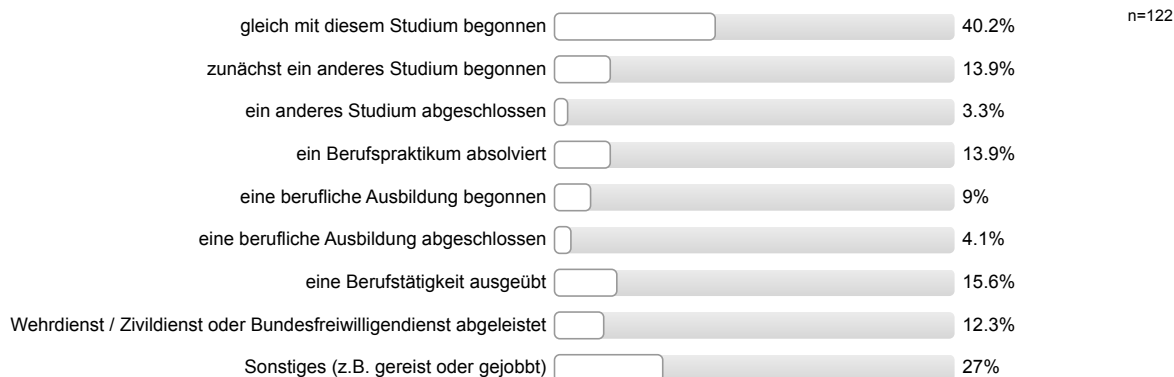 gleich mit diesem Studium begonnen 40.2% n=122
zunächst ein anderes Studium begonnen 13.9%
ein anderes Studium abgeschlossen 3.3%
ein Berufspraktikum absolviert 13.9%
eine berufliche Ausbildung begonnen 9%
eine berufliche Ausbildung abgeschlossen 4.1%
eine Berufstätigkeit ausgeübt 15.6%
Wehrdienst / Zivildienst oder Bundesfreiwilligendienst abgeleistet 12.3%
Sonstiges (z.B. gereist oder gejobbt) 27%